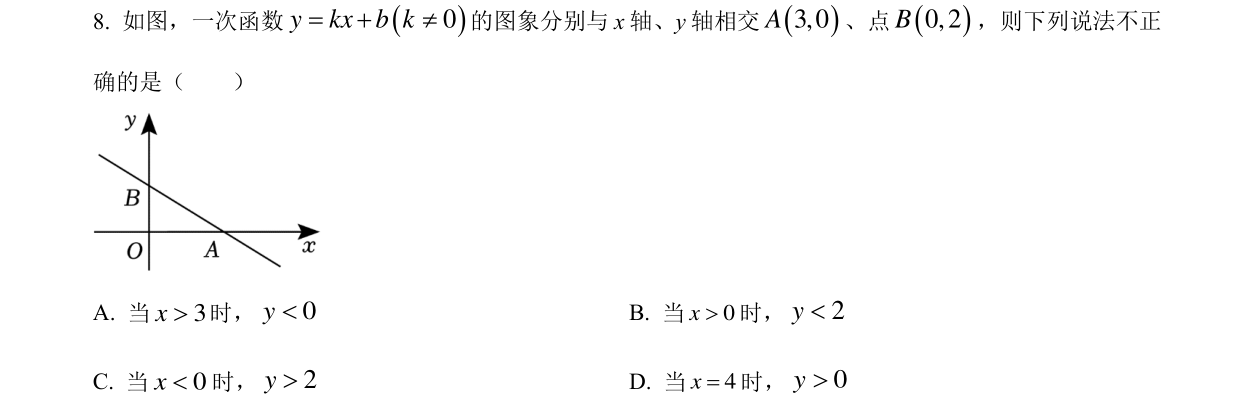 8. 如图，一次函数 y = kx + b(k ≠ 0) 的图象分别与 x 轴、y 轴相交 A(3,0)、点 B(0,2)，则下列说法不正
确的是（　　）
y
B
O A x
A. 当 x > 3 时， y < 0 B. 当 x > 0 时， y < 2
C. 当 x < 0 时， y > 2 D. 当 x = 4 时， y > 0